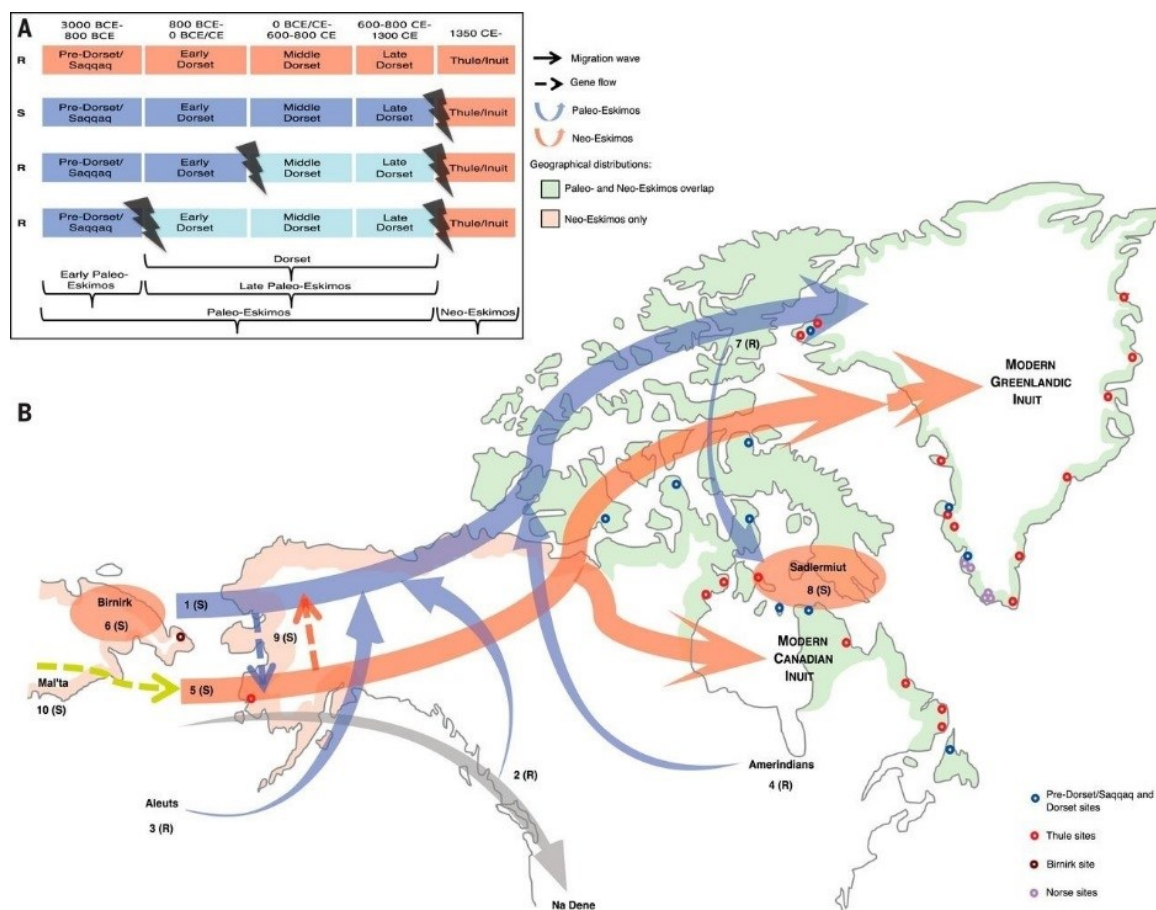 A
3000 BCE-
800 BCE
800 BCE-
0 BCE/CE
0 BCE/CE-
600-800 CE
600-800 CE-
1300 CE
1350 CE-
R
Pre-Dorset/
Saqqaq
Early
Dorset
Middle
Dorset
Late
Dorset
Thule/Inuit
S
Pre-Dorset/
Saqqaq
Early
Dorset
Middle
Dorset
Late
Dorset
Thule/Inuit
R
Pre-Dorset/
Saqqaq
Early
Dorset
Middle
Dorset
Late
Dorset
Thule/Inuit
R
Pre-Dorset/
Saqqaq
Early
Dorset
Middle
Dorset
Late
Dorset
Thule/Inuit
Dorset
Early Paleo-
Eskimos
Late Paleo-Eskimos
Paleo-Eskimos
Neo-Eskimos
Migration wave
Gene flow
Paleo-Eskimos
Neo-Eskimos
Geographical distributions:
Paleo- and Neo-Eskimos overlap
Neo-Eskimos only
B
7 (R)
MODERN
GREENLANDIC
INUIT
Birnirk
6 (S)
1 (S)
9 (S)
Sadlermiut
8 (S)
MODERN
CANADIAN
INUIT
Mal'ta
10 (S)
5 (S)
2 (R)
Amerindians
4 (R)
Aleuts
3 (R)
Na Dene
Pre-Dorset/Saqqaq and
Dorset sites
Thule sites
Birnirk site
Norse sites